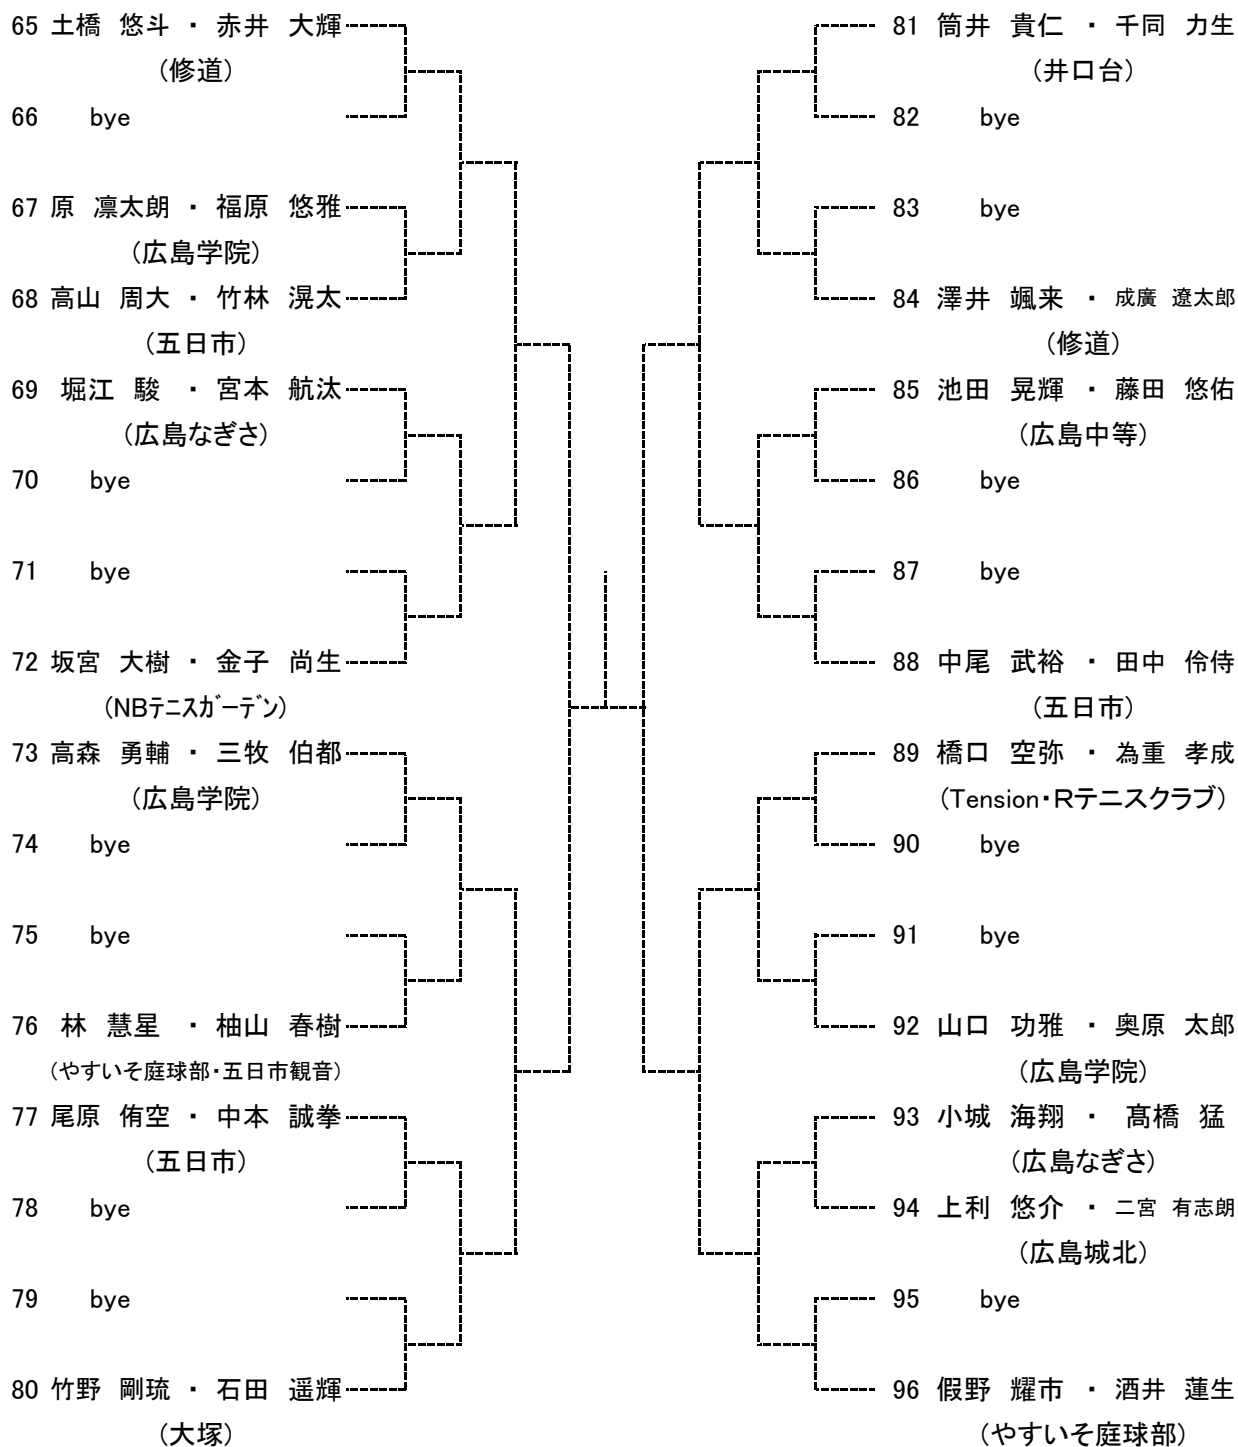 65 土橋 悠斗 ・ 赤井 大輝
(修道)
66 bye
67 原 凛太朗 ・ 福原 悠雅
(広島学院)
68 高山 周大 ・ 竹林 滉太
(五日市)
69 堀江 駿 ・ 宮本 航汰
(広島なぎさ)
70 bye
71 bye
72 坂宮 大樹 ・ 金子 尚生
(NBテニスガーデン)
73 高森 勇輔 ・ 三牧 伯都
(広島学院)
74 bye
75 bye
76 林 慧星 ・ 柚山 春樹
(やすいそ庭球部・五日市観音)
77 尾原 侑空 ・ 中本 誠拳
(五日市)
78 bye
79 bye
80 竹野 剛琉 ・ 石田 遥輝
(大塚)
81 筒井 貴仁 ・ 千同 力生
(井口台)
82 bye
83 bye
84 澤井 颯来 ・ 成廣 遼太郎
(修道)
85 池田 晃輝 ・ 藤田 悠佑
(広島中等)
86 bye
87 bye
88 中尾 武裕 ・ 田中 伶侍
(五日市)
89 橋口 空弥 ・ 為重 孝成
(Tension・Rテニスクラブ)
90 bye
91 bye
92 山口 功雅 ・ 奥原 太郎
(広島学院)
93 小城 海翔 ・ 髙橋 猛
(広島なぎさ)
94 上利 悠介 ・ 二宮 有志朗
(広島城北)
95 bye
96 假野 耀市 ・ 酒井 蓮生
(やすいそ庭球部)